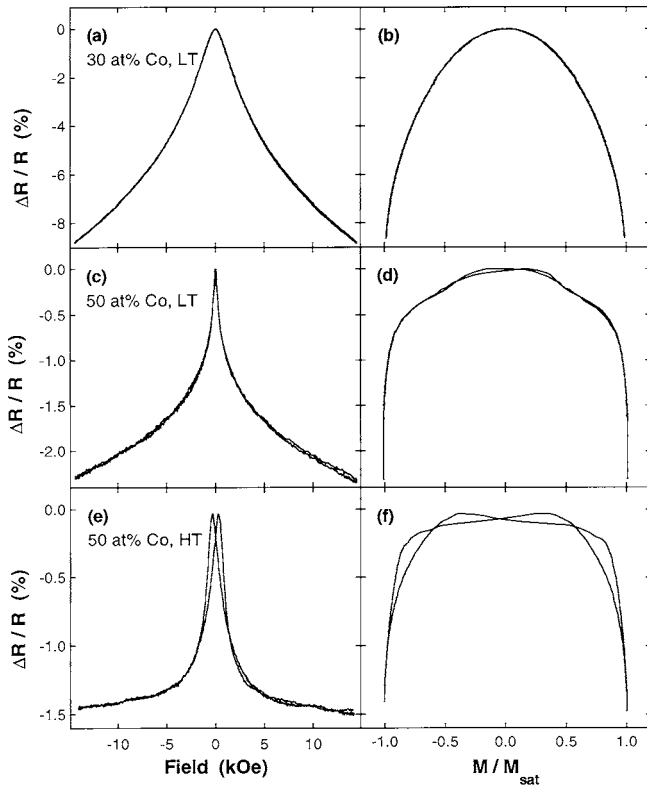 (a)
30 at% Co, LT
(b)
0
-2
-4
-6
-8
ΔR / R (%)
(c)
50 at% Co, LT
(d)
0.0
-0.5
-1.0
-1.5
-2.0
ΔR / R (%)
(e)
50 at% Co, HT
(f)
0.0
-0.5
-1.0
-1.5
ΔR / R (%)
-10 -5 0 5 10
-1.0 -0.5 0.0 0.5 1.0
Field (kOe)
M / Msat